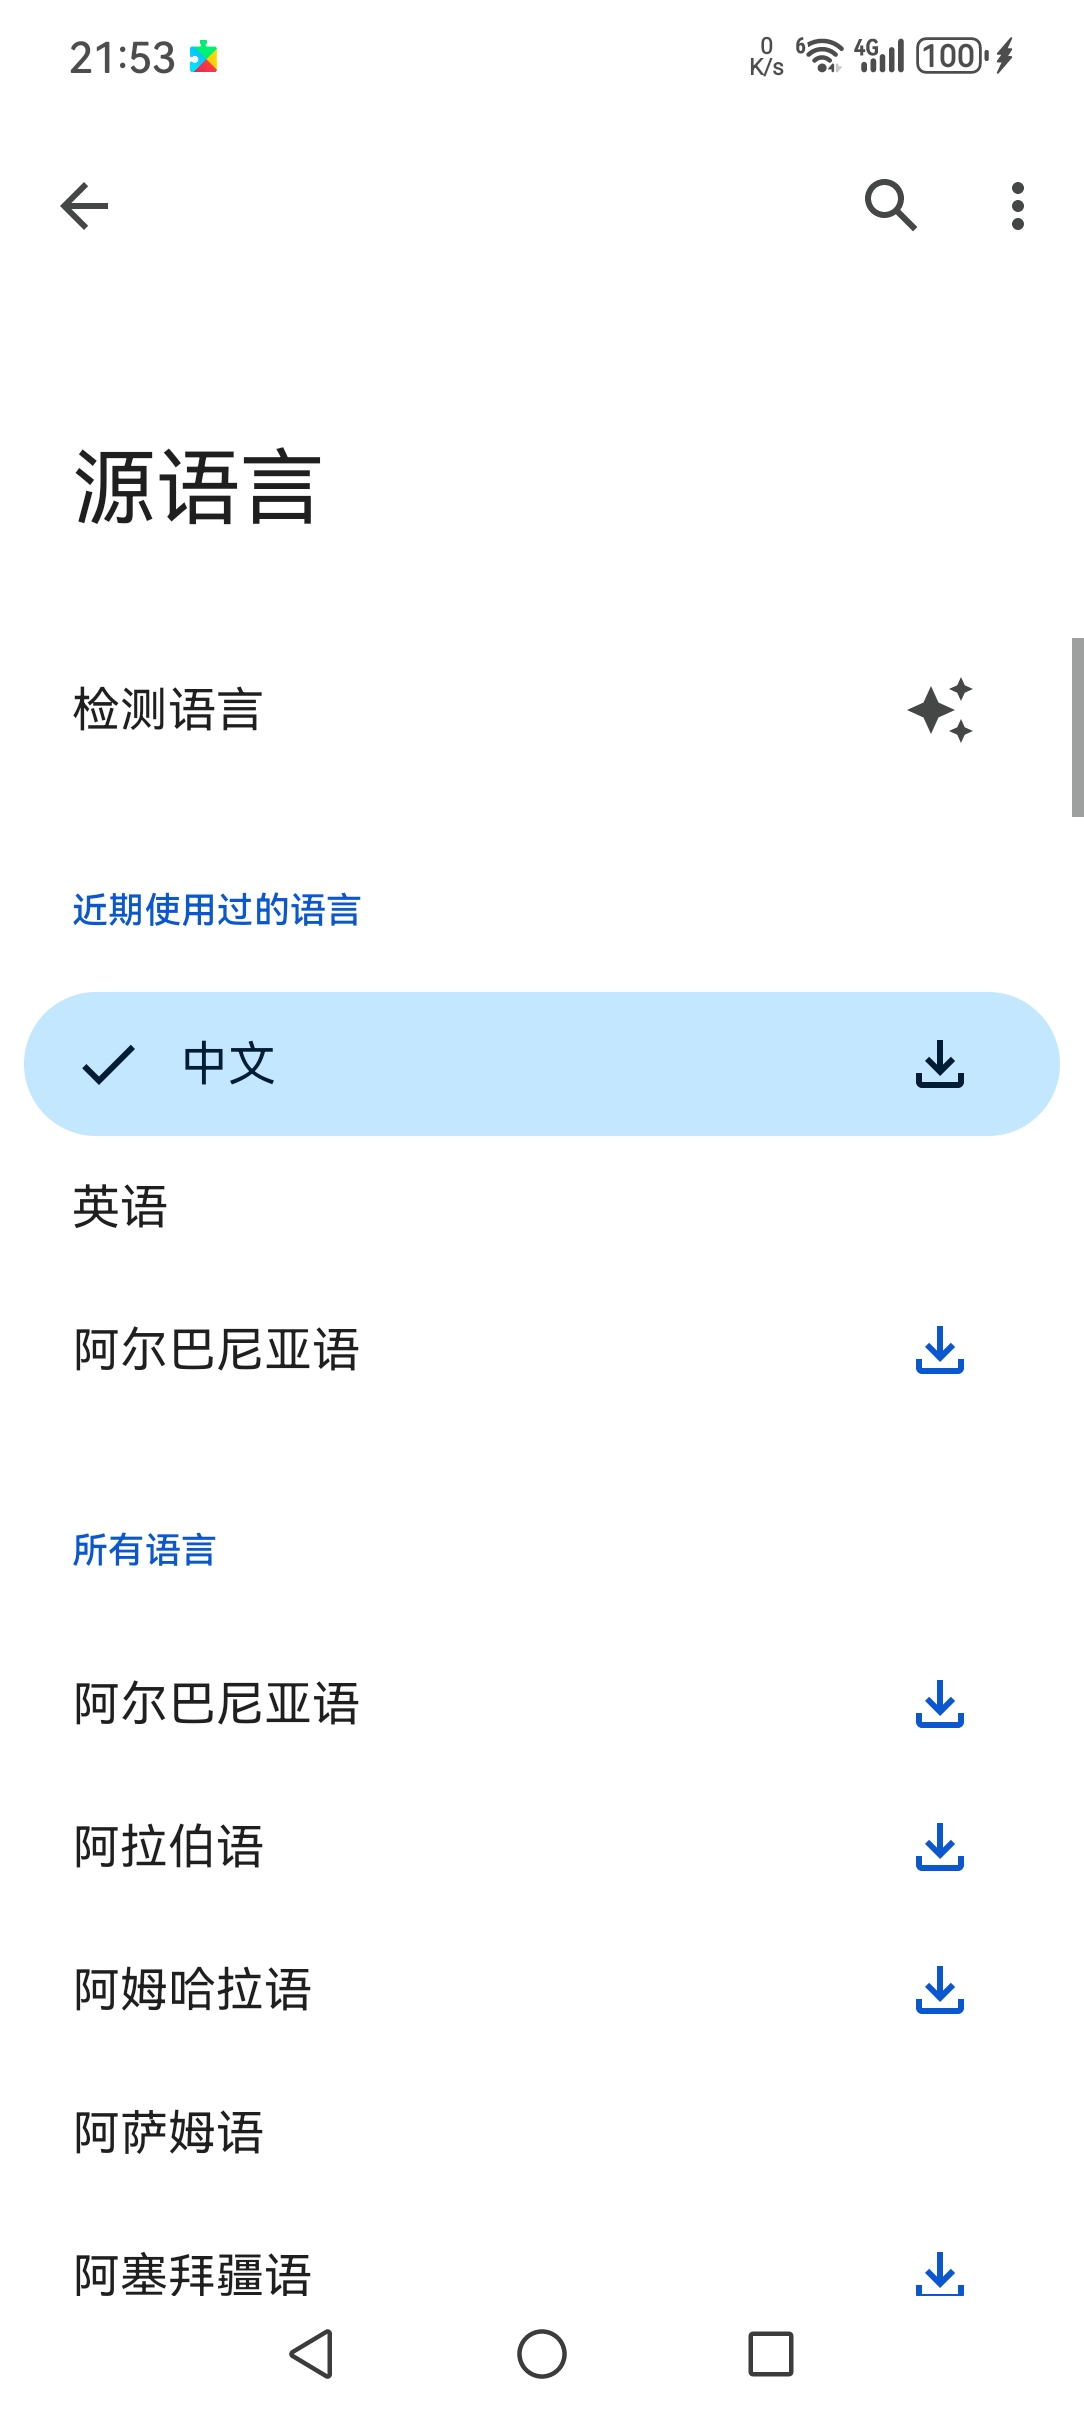 21:53
0
K/s
6
4G
100
源语言
检测语言
近期使用过的语言
中文
英语
阿尔巴尼亚语
所有语言
阿尔巴尼亚语
阿拉伯语
阿姆哈拉语
阿萨姆语
阿塞拜疆语